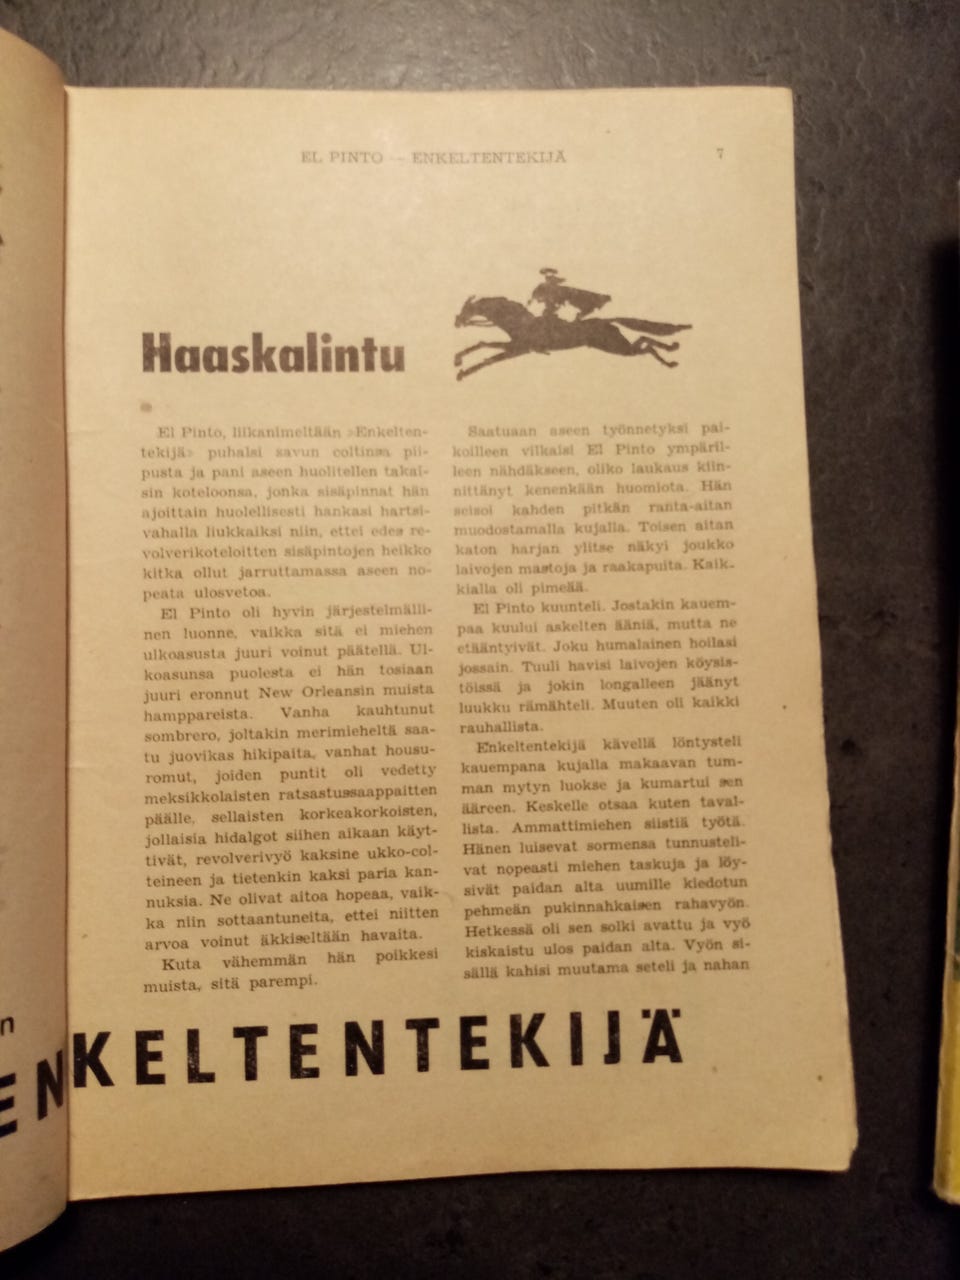 EL PINTO — ENKELTENTEKIJÄ
7
Haaskalintu
El Pinto, liikanimeltään »Enkelten-
tekijä» puhalsi savun coltinsa pii-
pusta ja pani aseen huolitellen takai-
sin koteloonsa, jonka sisäpinnat hän
ajoittain huolellisesti hankasi hartsi-
vahalla liukkaiksi niin, ettei edes re-
volverikoteloitten sisäpintojen heikko
kitka ollut jarruttamassa aseen no-
peata ulosvetoa.
El Pinto oli hyvin järjestelmälli-
nen luonne, vaikka sitä ei miehen
ulkoasusta juuri voinut päätellä. Ul-
koasunsa puolesta ei hän tosiaan
juuri eronnut New Orleansin muista
hamppareista. Vanha kauhtunut
sombrero, joltakin merimieheltä saa-
tu juovikas hikipaita, vanhat housu-
romut, joiden puntit oli vedetty
meksikkolaisten ratsastussaappaitten
päälle, sellaisten korkeakorkoisten,
jollaisia hidalgot siihen aikaan käyt-
tivät, revolverivyö kaksine ukko-col-
teineen ja tietenkin kaksi paria kan-
nuksia. Ne olivat aitoa hopeaa, vaik-
ka niin sottaantuneita, ettei niitten
arvoa voinut äkkiseltään havaita.
Kuta vähemmän hän poikkesi
muista, sitä parempi.
Saatuaan aseen työnnetyksi pai-
koilleen vilkaisi El Pinto ympäril-
leen nähdäkseen, oliko laukaus kiin-
nittänyt kenenkään huomiota. Hän
seisoi kahden pitkän ranta-aitan
muodostamalla kujalla. Toisen aitan
katon harjan ylitse näkyi joukko
laivojen mastoja ja raakapuita. Kaik-
kialla oli pimeää.
El Pinto kuunteli. Jostakin kauem-
paa kuului askelten ääniä, mutta ne
etääntyivät. Joku humalainen hoilasi
jossain. Tuuli havisi laivojen köysis-
töissä ja jokin longalleen jäänyt
luukku rämähteli. Muuten oli kaikki
rauhallista.
Enkeltentekijä kävellä löntysteli
kauempana kujalla makaavan tum-
man mytyn luokse ja kumartui sen
ääreen. Keskelle otsaa kuten taval-
lista. Ammattimiehen siistiä työtä.
Hänen luisevat sormensa tunnusteli-
vat nopeasti miehen taskuja ja löy-
sivät paidan alta uumille kiedotun
pehmeän pukinnahkaisen rahavyön.
Hetkessä oli sen solki avattu ja vyö
kiskaistu ulos paidan alta. Vyön si-
sällä kahisi muutama seteli ja nahan
n
ENKELTENTEKIJÄ